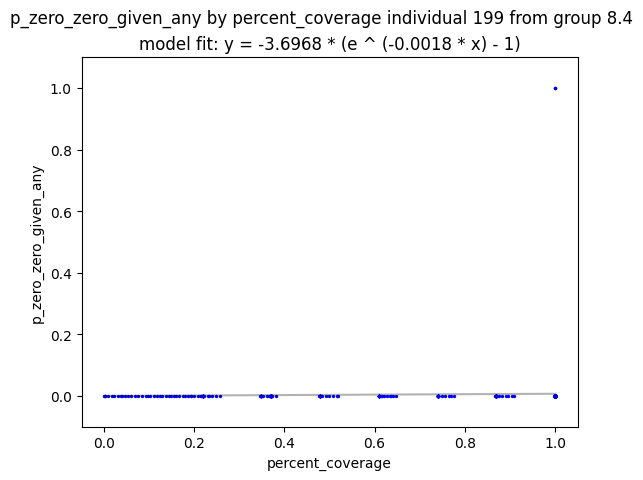 p_zero_zero_given_any by percent_coverage individual 199 from group 8.4
model fit: y = -3.6968 * (e ^ (-0.0018 * x) - 1)
1.0
0.8
0.6
0.4
0.2
0.0
p_zero_zero_given_any
0.0 0.2 0.4 0.6 0.8 1.0
percent_coverage